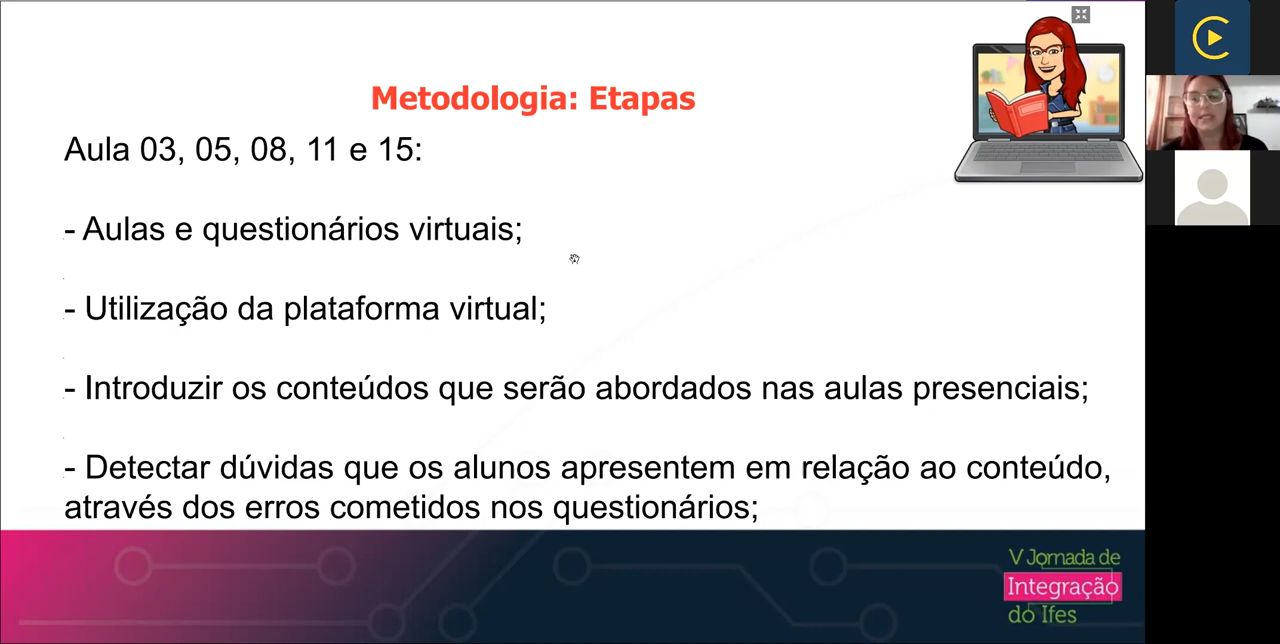 Metodologia: Etapas
Aula 03, 05, 08, 11 e 15:
- Aulas e questionários virtuais;
- Utilização da plataforma virtual;
- Introduzir os conteúdos que serão abordados nas aulas presenciais;
- Detectar dúvidas que os alunos apresentem em relação ao conteúdo,
através dos erros cometidos nos questionários;
V Jornada de
Integração
do Ifes